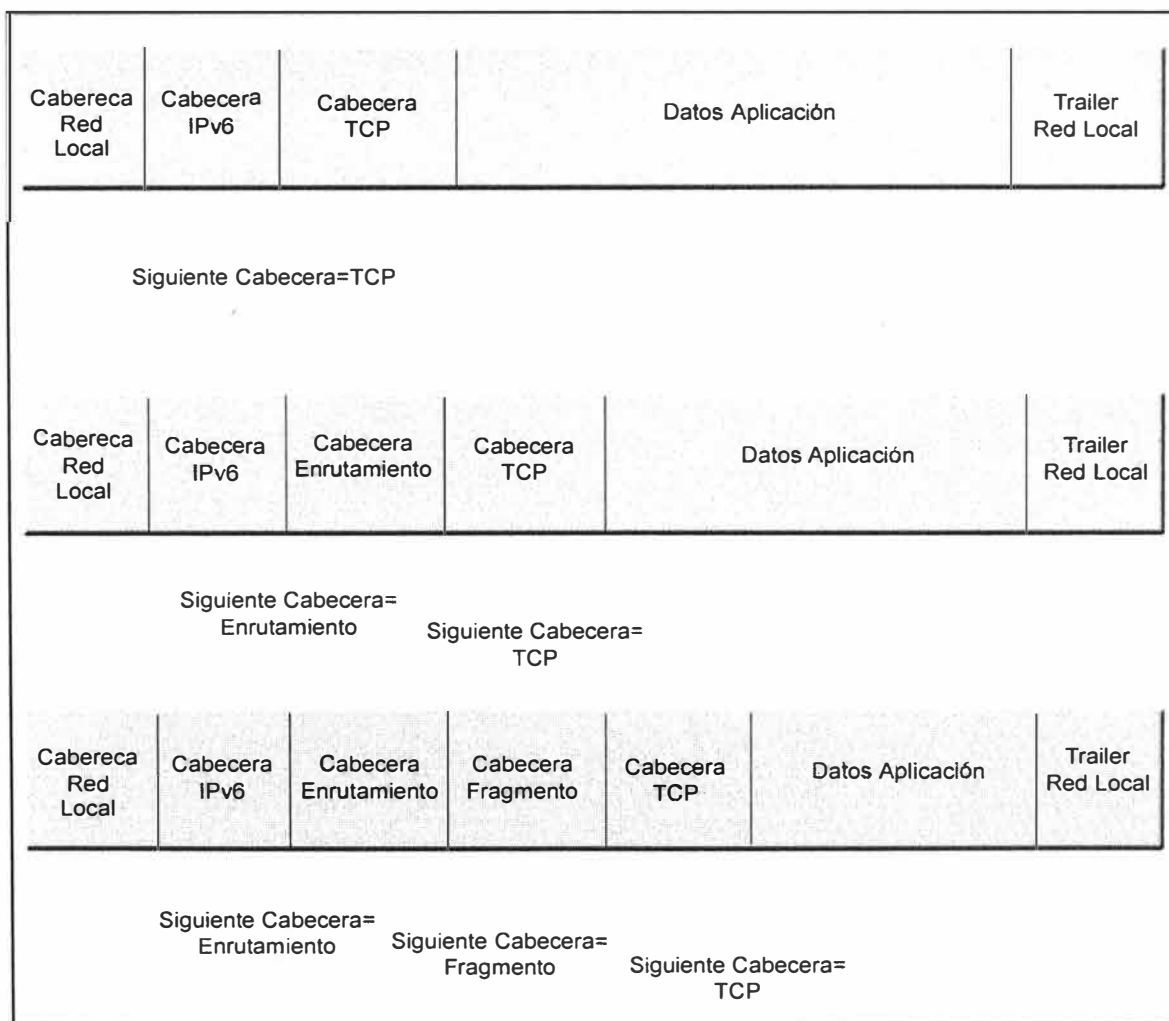 Cabereca
Red
Local
Cabecera
IPv6
Cabecera
TCP
Datos Aplicación
Trailer
Red Local
Siguiente Cabecera=TCP
Cabereca
Red
Local
Cabecera
IPv6
Cabecera
Enrutamiento
Cabecera
TCP
Datos Aplicación
Trailer
Red Local
Siguiente Cabecera=
Enrutamiento
Siguiente Cabecera=
TCP
Cabereca
Red
Local
Cabecera
IPv6
Cabecera
Enrutamiento
Cabecera
Fragmento
Cabecera
TCP
Datos Aplicación
Trailer
Red Local
Siguiente Cabecera=
Enrutamiento
Siguiente Cabecera=
Fragmento
Siguiente Cabecera=
TCP